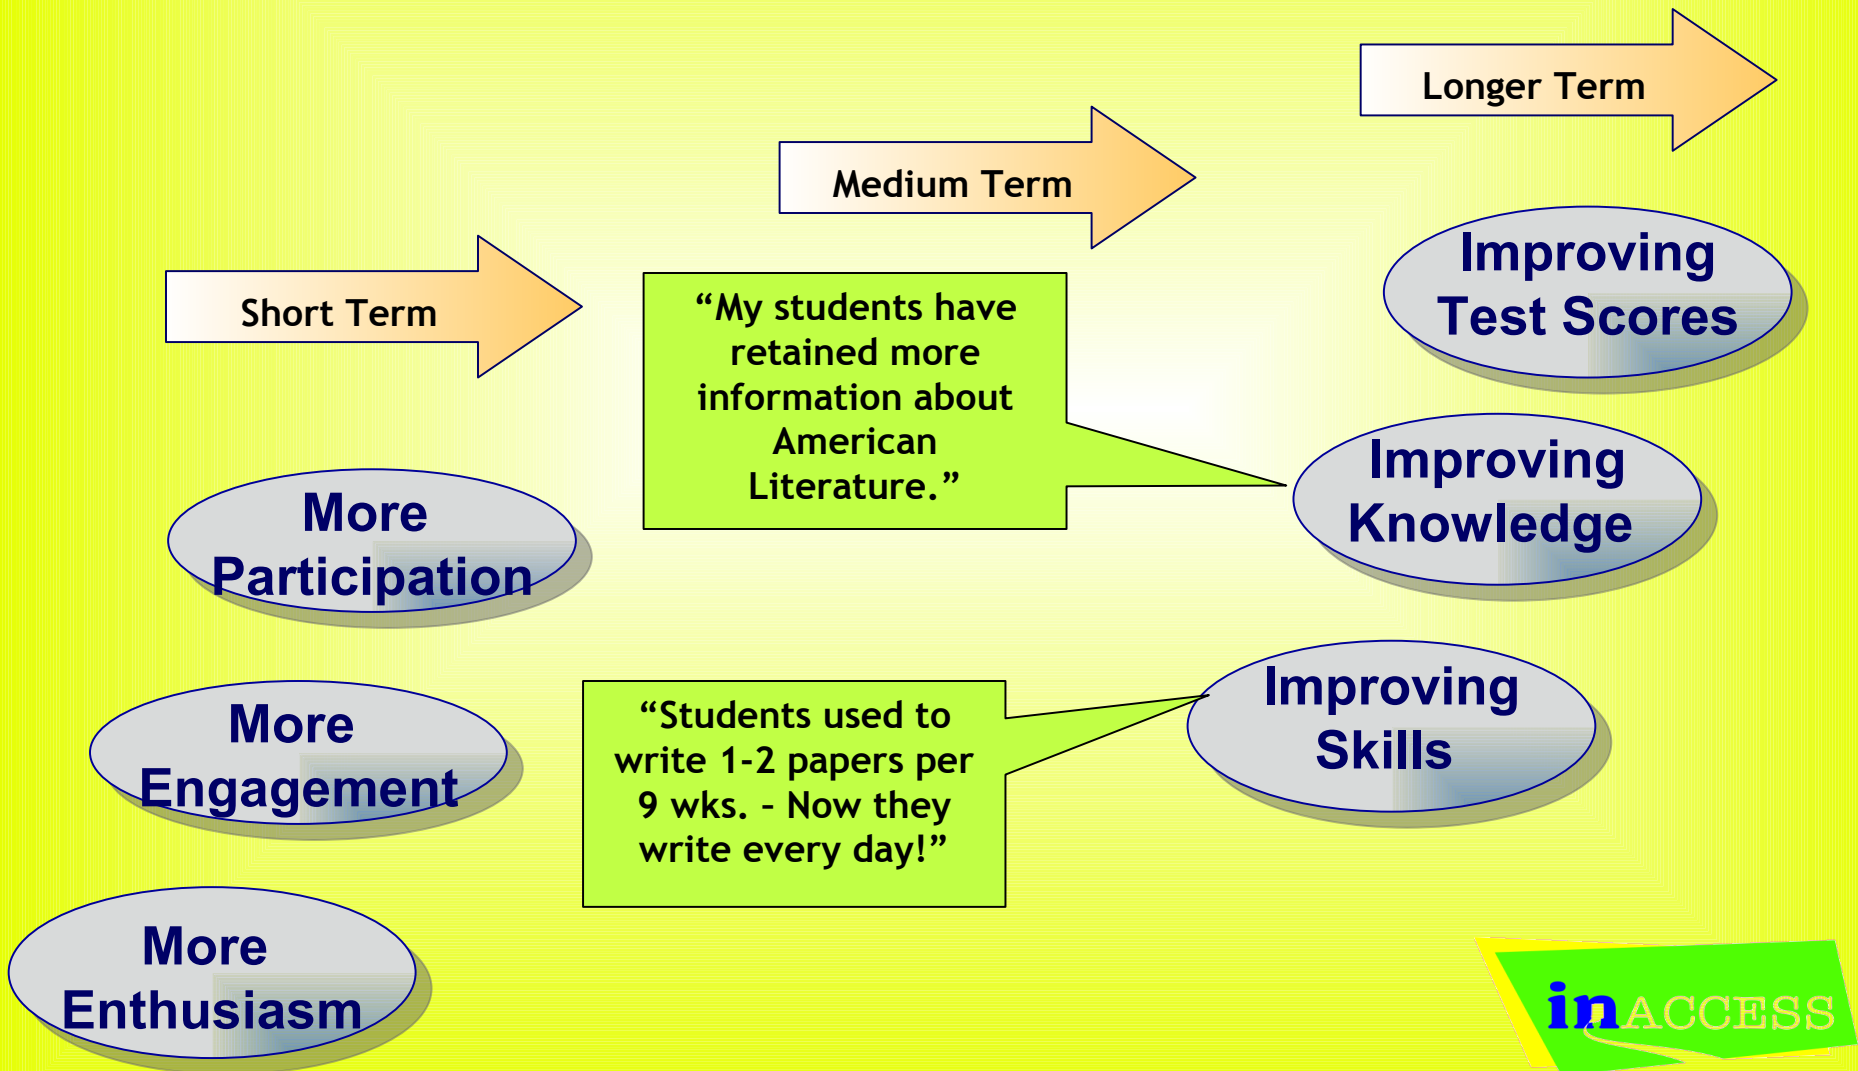 Longer Term
Medium Term
Short Term
Improving
Test Scores
“My students have
retained more
information about
American
Literature.”
Improving
Knowledge
More
Participation
Improving
Skills
“Students used to
write 1-2 papers per
9 wks. – Now they
write every day!”
More
Engagement
More
Enthusiasm
inACCESS